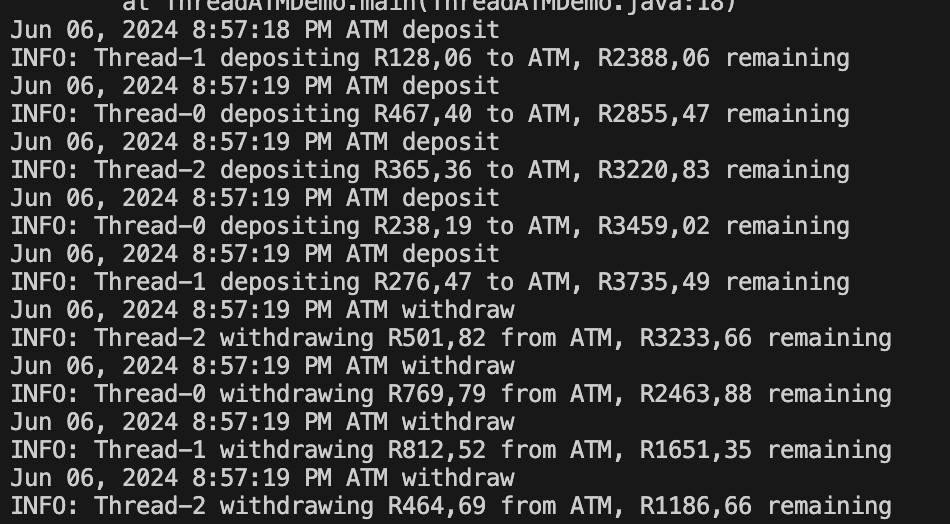 at ThreadATMDemo.main(ThreadATMDemo.java:18)
Jun 06, 2024 8:57:18 PM ATM deposit
INFO: Thread-1 depositing R128,06 to ATM, R2388,06 remaining
Jun 06, 2024 8:57:19 PM ATM deposit
INFO: Thread-0 depositing R467,40 to ATM, R2855,47 remaining
Jun 06, 2024 8:57:19 PM ATM deposit
INFO: Thread-2 depositing R365,36 to ATM, R3220,83 remaining
Jun 06, 2024 8:57:19 PM ATM deposit
INFO: Thread-0 depositing R238,19 to ATM, R3459,02 remaining
Jun 06, 2024 8:57:19 PM ATM deposit
INFO: Thread-1 depositing R276,47 to ATM, R3735,49 remaining
Jun 06, 2024 8:57:19 PM ATM withdraw
INFO: Thread-2 withdrawing R501,82 from ATM, R3233,66 remaining
Jun 06, 2024 8:57:19 PM ATM withdraw
INFO: Thread-0 withdrawing R769,79 from ATM, R2463,88 remaining
Jun 06, 2024 8:57:19 PM ATM withdraw
INFO: Thread-1 withdrawing R812,52 from ATM, R1651,35 remaining
Jun 06, 2024 8:57:19 PM ATM withdraw
INFO: Thread-2 withdrawing R464,69 from ATM, R1186,66 remaining